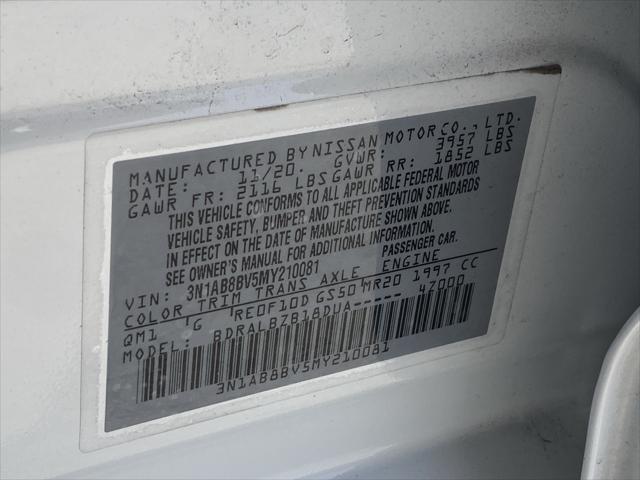 MANUFACTURED BY NISSAN MOTOR CO., LTD.
DATE: 11/20. GVWR: 3957 LBS
GAWR FR: 2116 LBS GAWR RR: 1852 LBS
THIS VEHICLE CONFORMS TO ALL APPLICABLE FEDERAL MOTOR
VEHICLE SAFETY, BUMPER AND THEFT PREVENTION STANDARDS
IN EFFECT ON THE DATE OF MANUFACTURE SHOWN ABOVE.
SEE OWNER'S MANUAL FOR ADDITIONAL INFORMATION.
VIN: 3N1AB8BV5MY210081 PASSENGER CAR.
COLOR TRIM TRANS AXLE ENGINE
QM1 G RE0F10D GS50 MR20 1997 CC
MODEL: BDRALBZB18DUA----- 47000
3N1AB8BV5MY210081